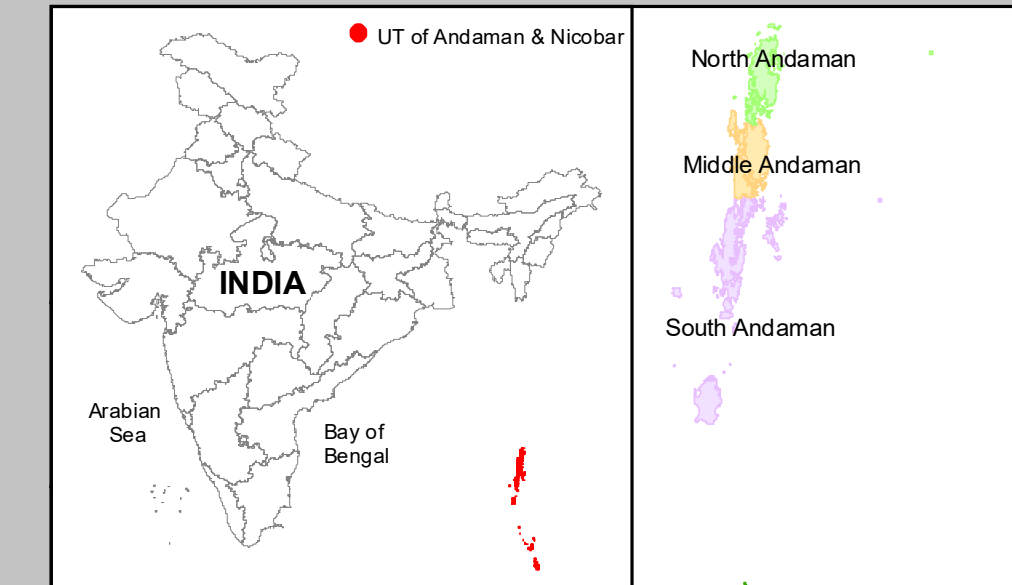 UT of Andaman & Nicobar
INDIA
Arabian
Sea
Bay of
Bengal
North Andaman
Middle Andaman
South Andaman